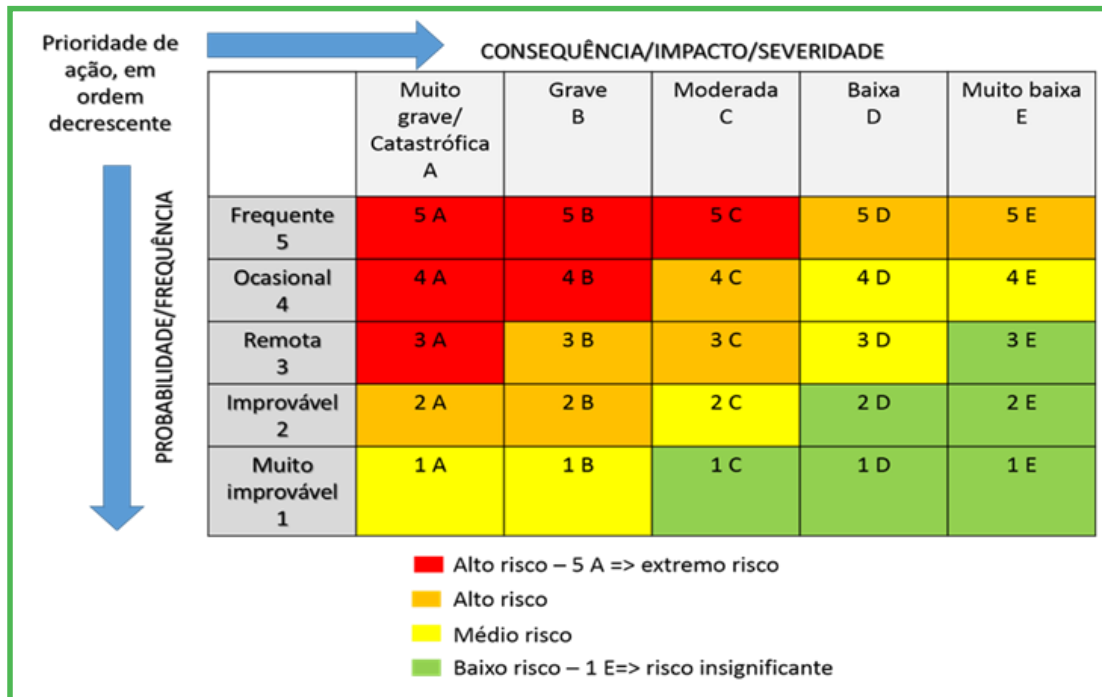 Prioridade de
ação, em
ordem
decrescente
CONSEQUÊNCIA/IMPACTO/SEVERIDADE
PROBABILIDADE/FREQUÊNCIA
Muito
grave/
Catastrófica
A
Grave
B
Moderada
C
Baixa
D
Muito baixa
E
Frequente
5
5 A
5 B
5 C
5 D
5 E
Ocasional
4
4 A
4 B
4 C
4 D
4 E
Remota
3
3 A
3 B
3 C
3 D
3 E
Improvável
2
2 A
2 B
2 C
2 D
2 E
Muito
improvável
1
1 A
1 B
1 C
1 D
1 E
Alto risco – 5 A => extremo risco
Alto risco
Médio risco
Baixo risco – 1 E=> risco insignificante